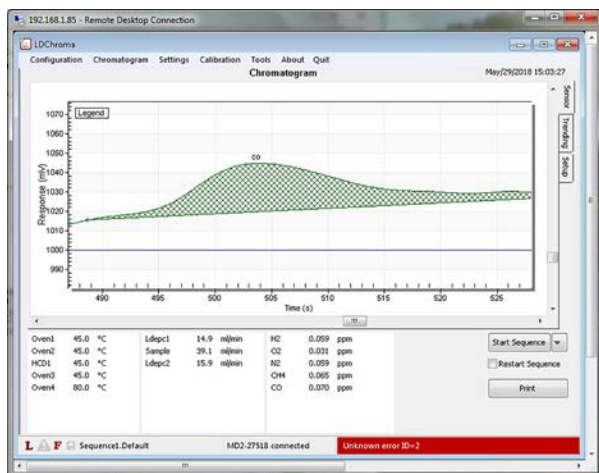 192.168.1.85 - Remote Desktop Connection
LDChroma
Configuration Chromatogram Settings Calibration Tools About Quit
Chromatogram
May/29/2018 15:03:27
Sensor
Trending
Setup
Legend
co
Response (mV)
1070
1060
1050
1040
1030
1020
1010
1000
990
490 495 500 505 510 515 520 525
Time (s)
Oven1 45.0 °C Ldepc1 14.9 ml/min H2 0.059 ppm
Oven2 45.0 °C Sample 39.1 ml/min O2 0.031 ppm
HCD1 45.0 °C Ldepc2 15.9 ml/min N2 0.059 ppm
Oven3 45.0 °C CH4 0.065 ppm
Oven4 80.0 °C CO 0.070 ppm
Start Sequence
Restart Sequence
Print
L F Sequence1.Default MD2-27518 connected Unknown error ID=2